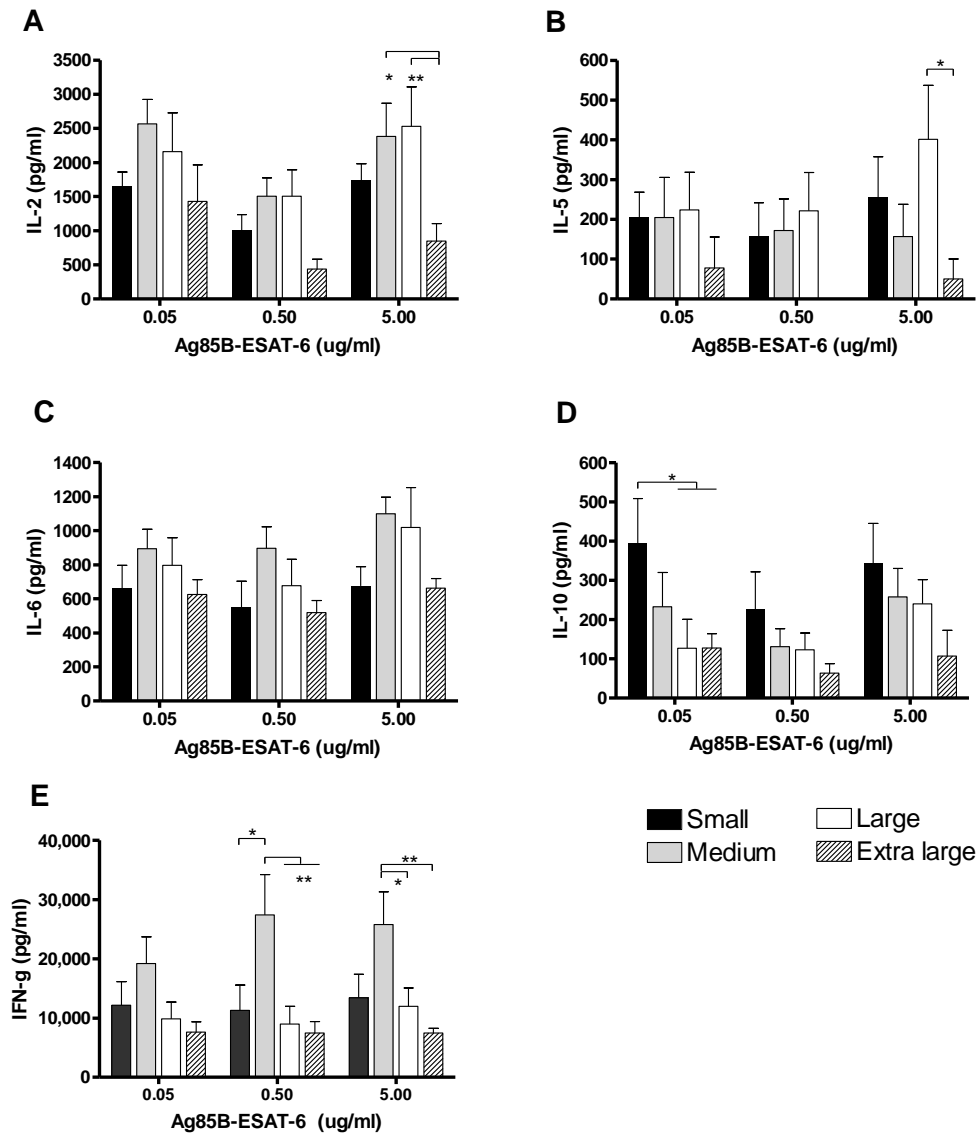 A
3500
3000
2500
2000
1500
1000
500
0
IL-2 (pg/ml)
* **
0.05 0.50 5.00
Ag85B-ESAT-6 (ug/ml)
B
600
500
400
300
200
100
0
IL-5 (pg/ml)
*
0.05 0.50 5.00
Ag85B-ESAT-6 (ug/ml)
C
1400
1200
1000
800
600
400
200
0
IL-6 (pg/ml)
0.05 0.50 5.00
Ag85B-ESAT-6 (ug/ml)
D
600
500
400
300
200
100
0
IL-10 (pg/ml)
*
0.05 0.50 5.00
Ag85B-ESAT-6 (ug/ml)
E
40,000
30,000
20,000
10,000
0
IFN-g (pg/ml)
* **
** *
0.05 0.50 5.00
Ag85B-ESAT-6 (ug/ml)
Small Large
Medium Extra large